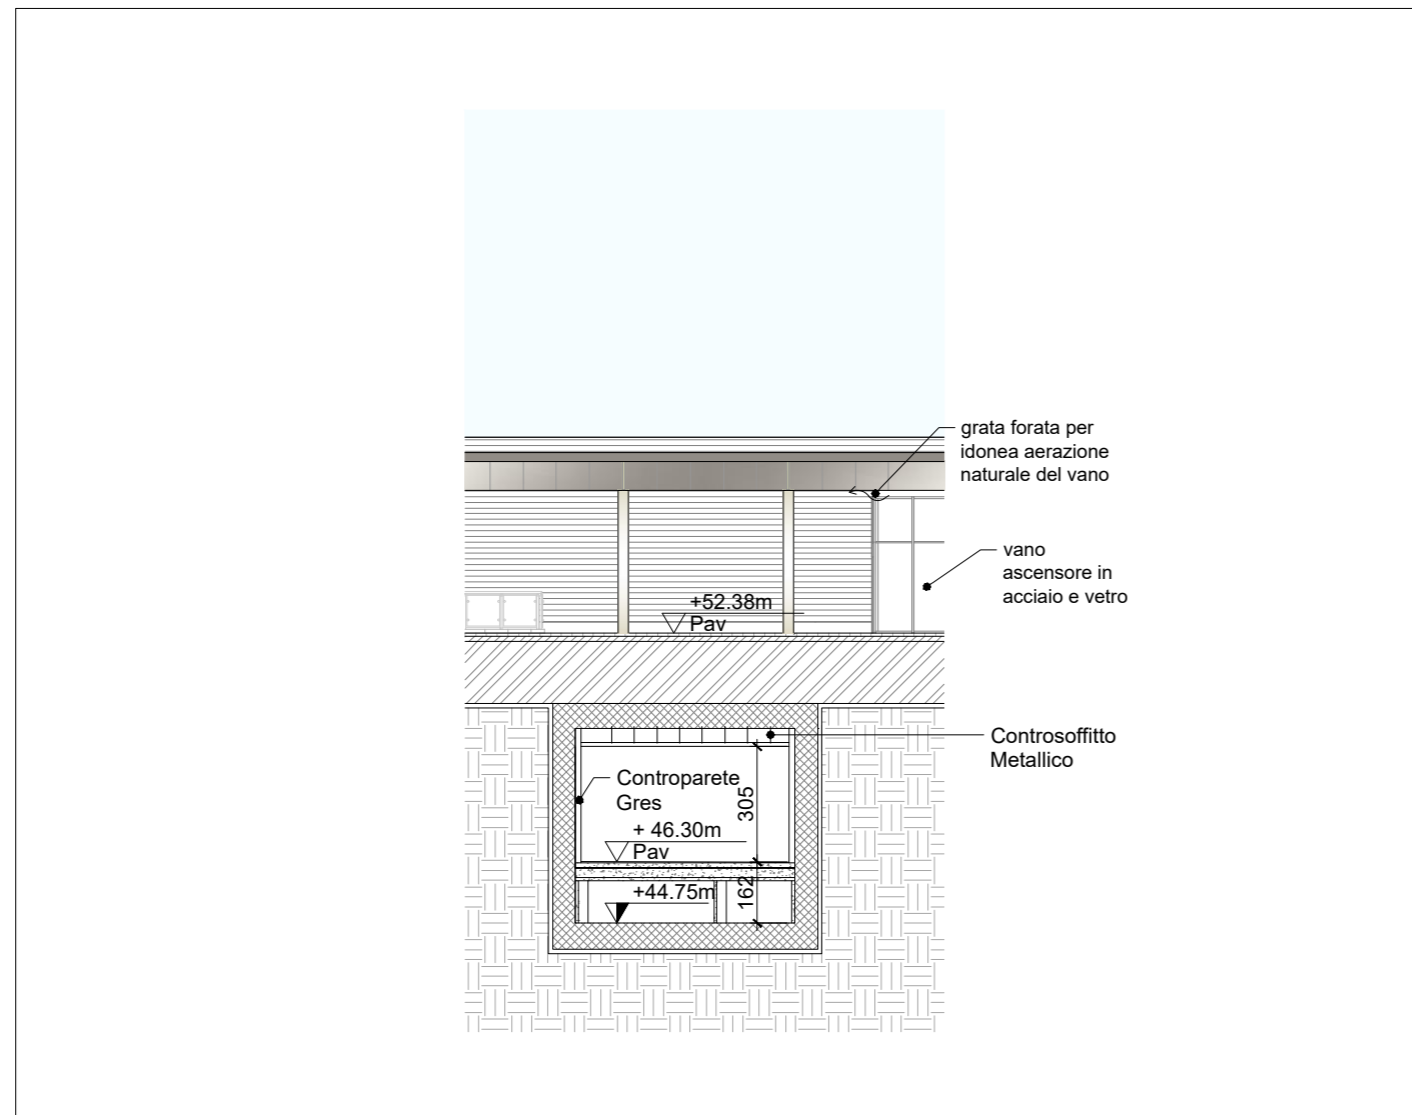 grata forata per
idonea aerazione
naturale del vano
vano
ascensore in
acciaio e vetro
+52.38m
Pav
Controsoffitto
Metallico
Controparete
Gres
305
+ 46.30m
Pav
+44.75m
162